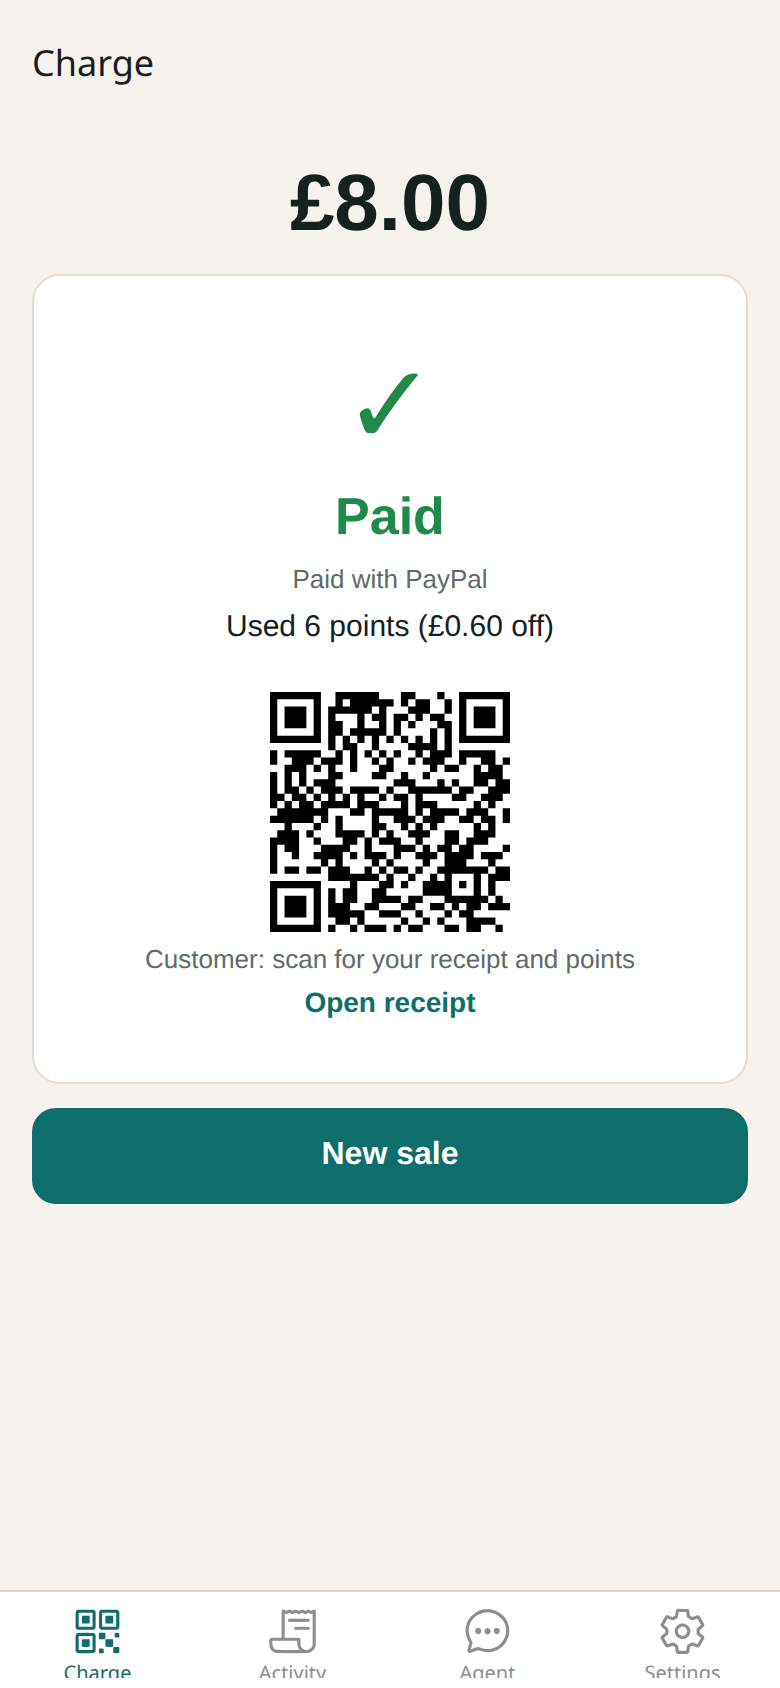 Charge
£8.00
✓
Paid
Paid with PayPal
Used 6 points (£0.60 off)
Customer: scan for your receipt and points
Open receipt
New sale
Charge
Activity
Agent
Settings